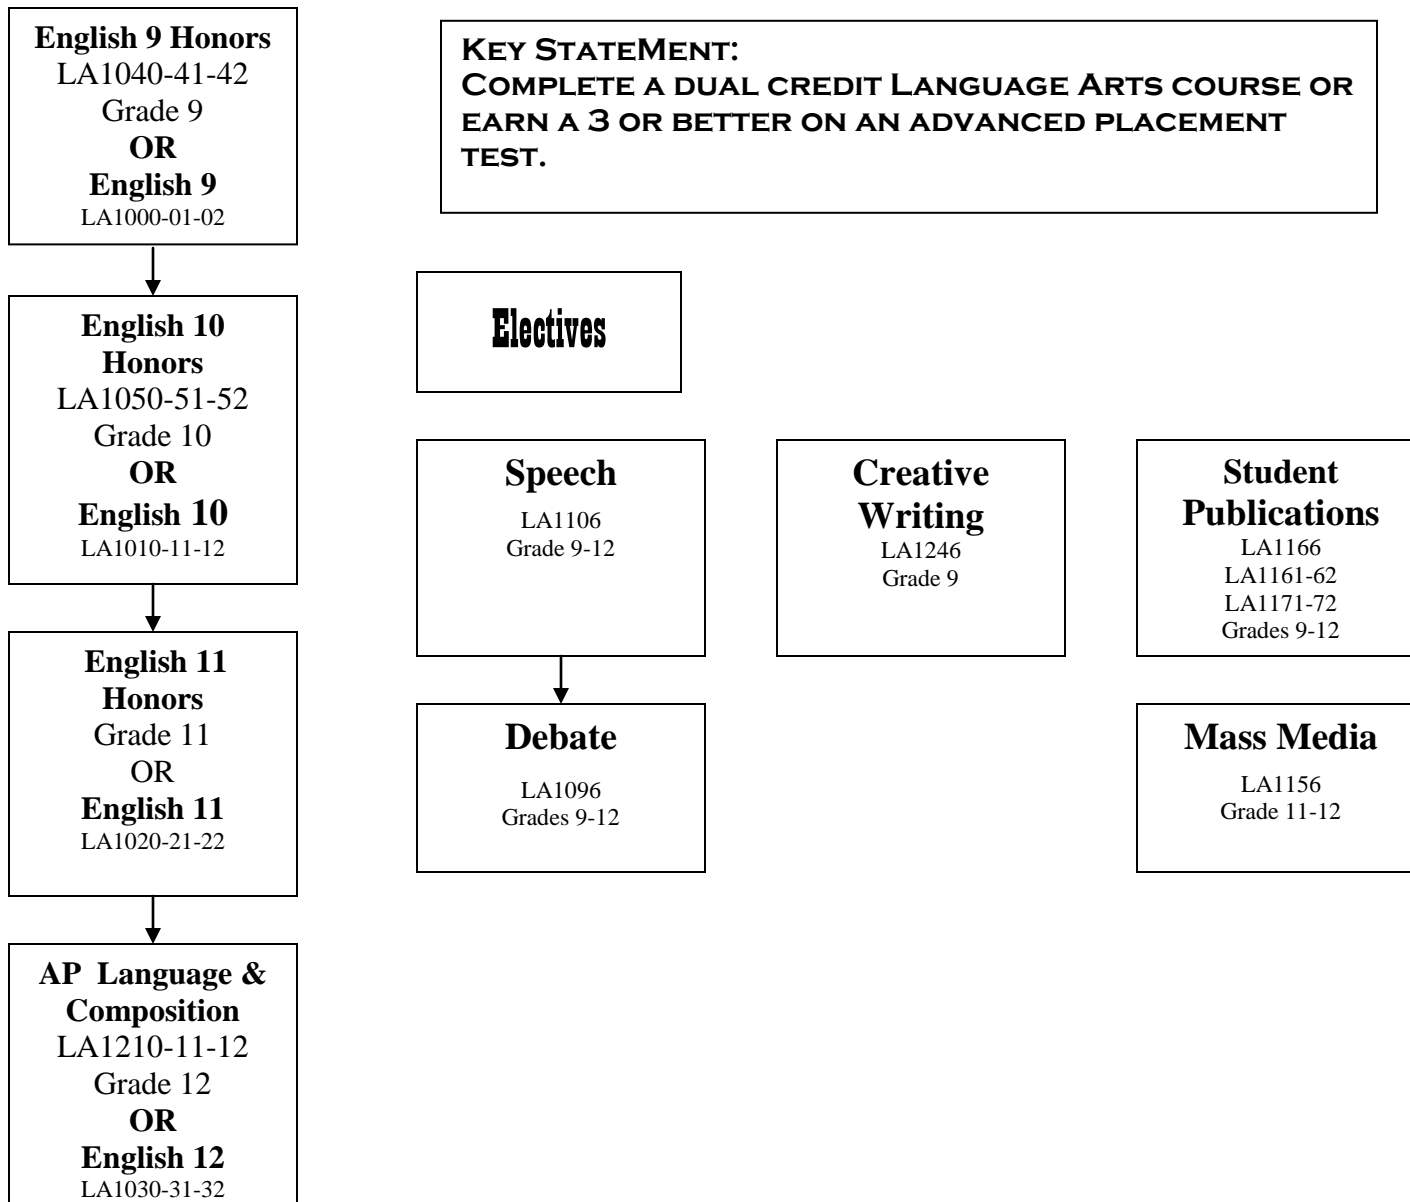 English 9 Honors
LA1040-41-42
Grade 9
OR
English 9
LA1000-01-02
KEY STATEMENT:
COMPLETE A DUAL CREDIT LANGUAGE ARTS COURSE OR
EARN A 3 OR BETTER ON AN ADVANCED PLACEMENT
TEST.
English 10
Honors
LA1050-51-52
Grade 10
OR
English 10
LA1010-11-12
English 11
Honors
Grade 11
OR
English 11
LA1020-21-22
AP Language &
Composition
LA1210-11-12
Grade 12
OR
English 12
LA1030-31-32
Electives
Speech
LA1106
Grade 9-12
Creative
Writing
LA1246
Grade 9
Student
Publications
LA1166
LA1161-62
LA1171-72
Grades 9-12
Debate
LA1096
Grades 9-12
Mass Media
LA1156
Grade 11-12